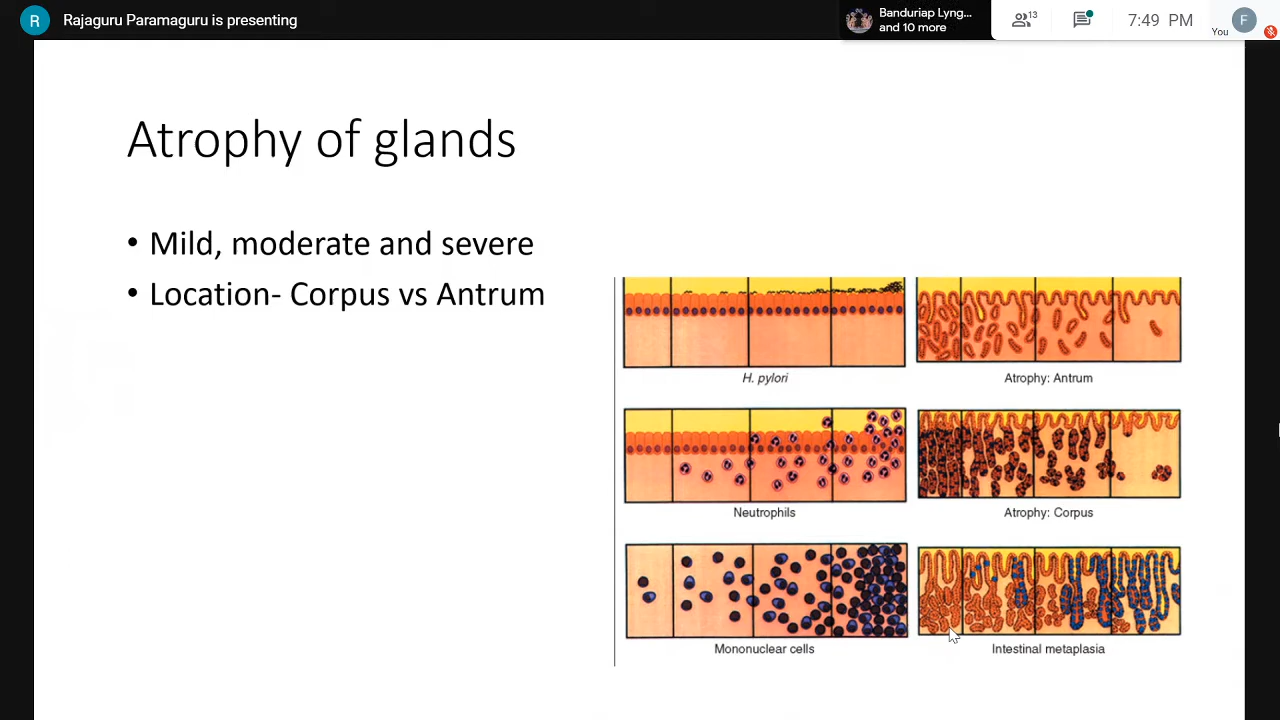 R
Rajaguru Paramaguru is presenting
Banduriap Lyng...
and 10 more
13
7:49 PM
You
F
Atrophy of glands
• Mild, moderate and severe
• Location- Corpus vs Antrum
H. pylori
Atrophy: Antrum
Neutrophils
Atrophy: Corpus
Mononuclear cells
Intestinal metaplasia